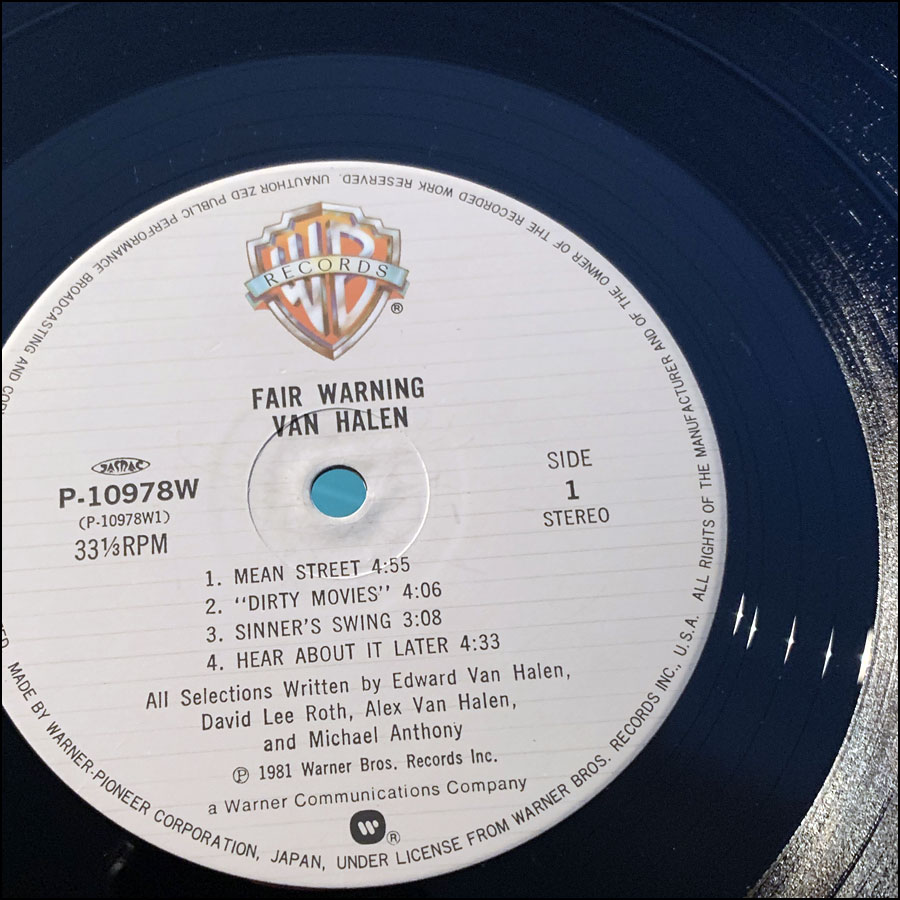 WB
RECORDS
®
FAIR WARNING
VAN HALEN
JASRAC
P-10978W
(P-10978W1)
33⅓RPM
SIDE
1
STEREO
1. MEAN STREET 4:55
2. “DIRTY MOVIES” 4:06
3. SINNER’S SWING 3:08
4. HEAR ABOUT IT LATER 4:33
All Selections Written by Edward Van Halen,
David Lee Roth, Alex Van Halen,
and Michael Anthony
℗ 1981 Warner Bros. Records Inc.
a Warner Communications Company
®
MADE BY WARNER-PIONEER CORPORATION, JAPAN, UNDER LICENSE FROM WARNER BROS. RECORDS INC., U.S.A. ALL RIGHTS OF THE MANUFACTURER AND OF THE OWNER OF THE RECORDED WORK RESERVED. UNAUTHOR ZED PUBLIC PERFORMANCE BROADCASTING AND